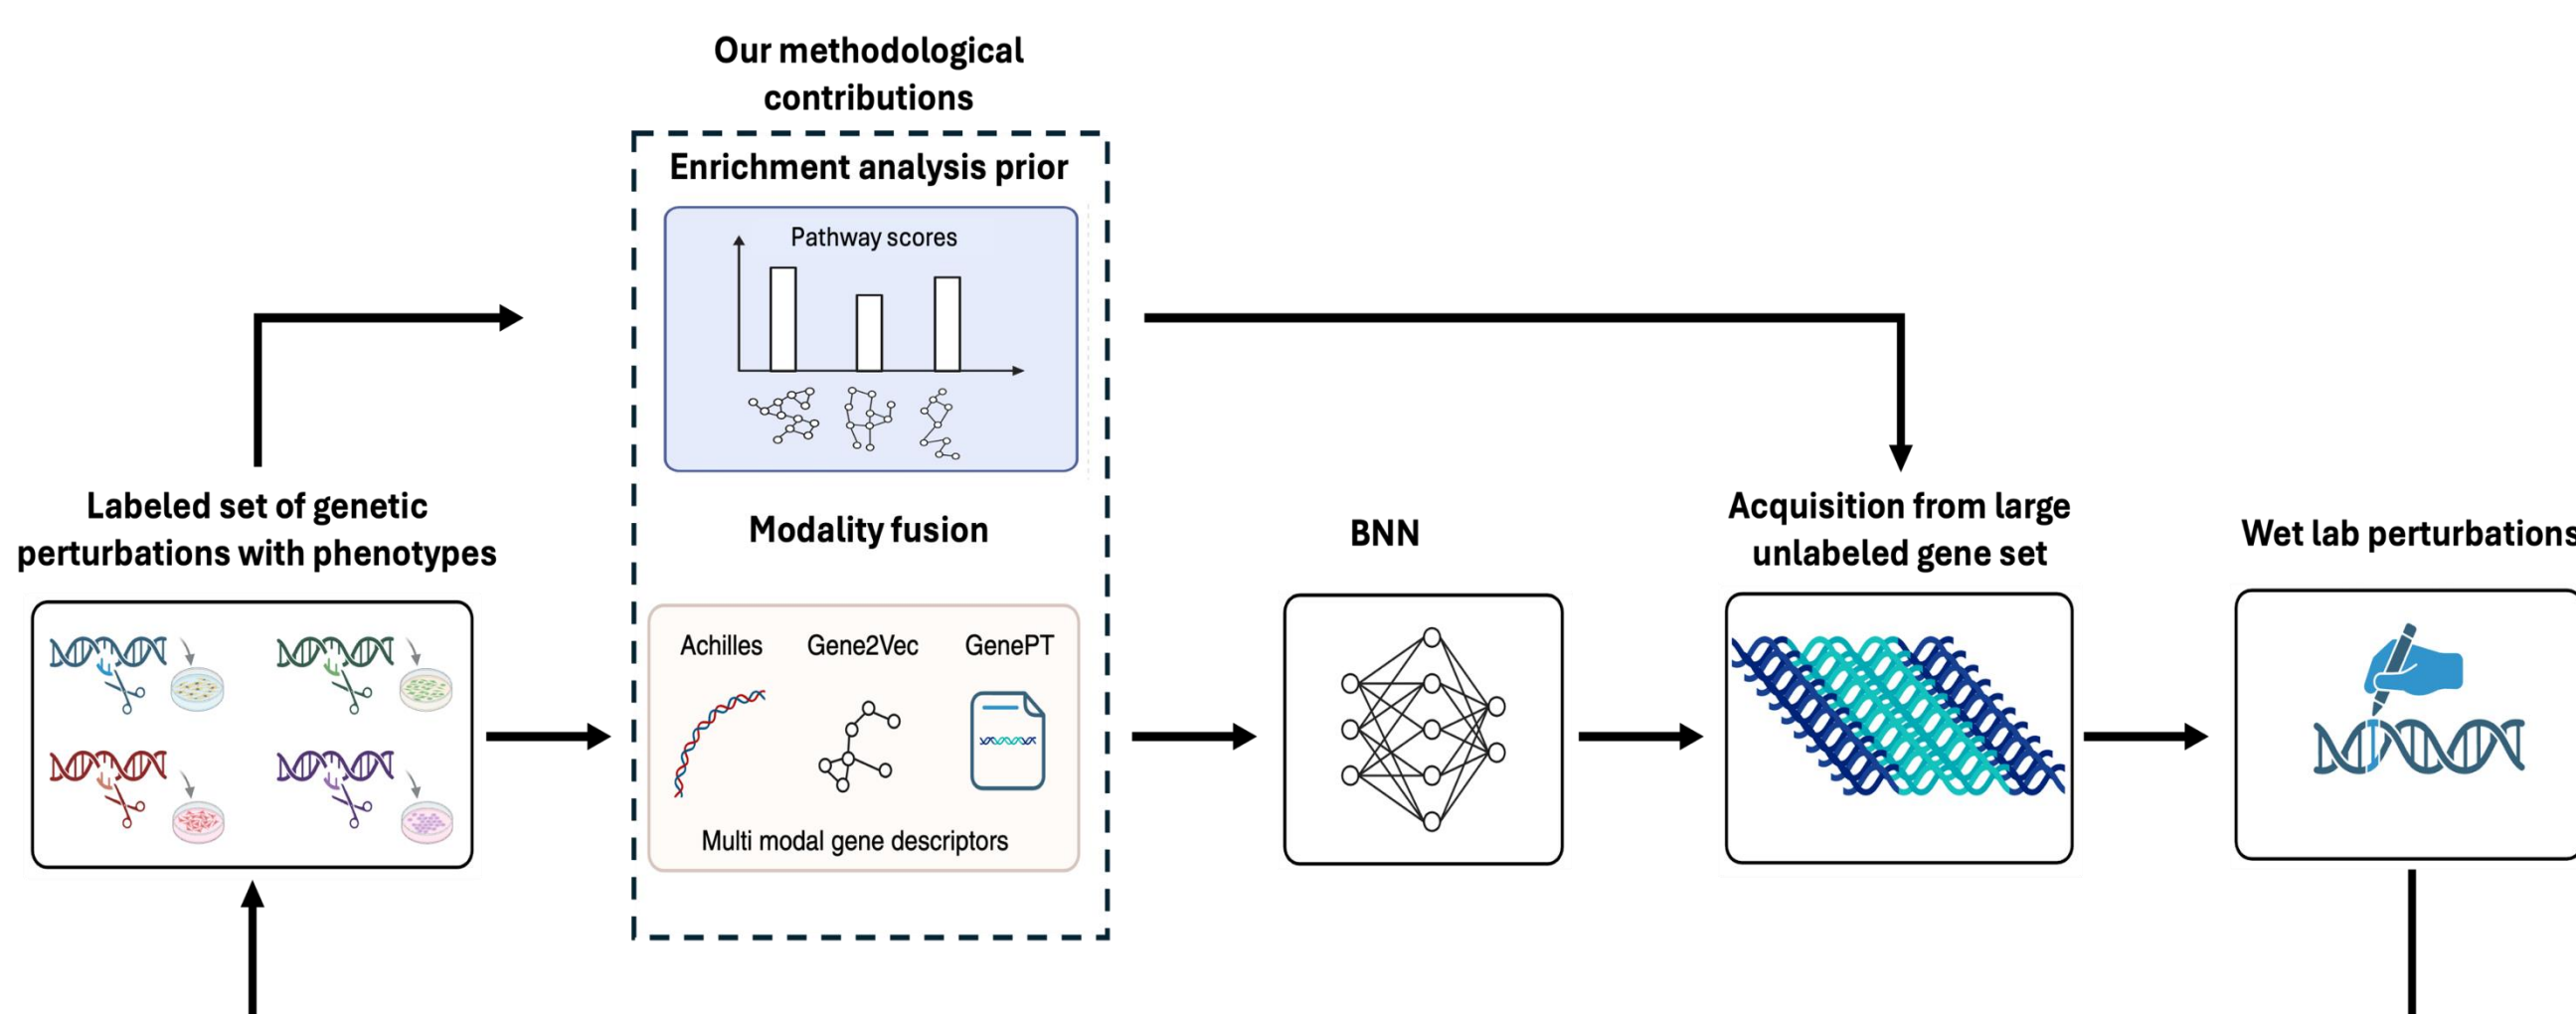 Our methodological
contributions
Enrichment analysis prior
Pathway scores
Labeled set of genetic
perturbations with phenotypes
Modality fusion
Achilles Gene2Vec GenePT
Multi modal gene descriptors
BNN
Acquisition from large
unlabeled gene set
Wet lab perturbations